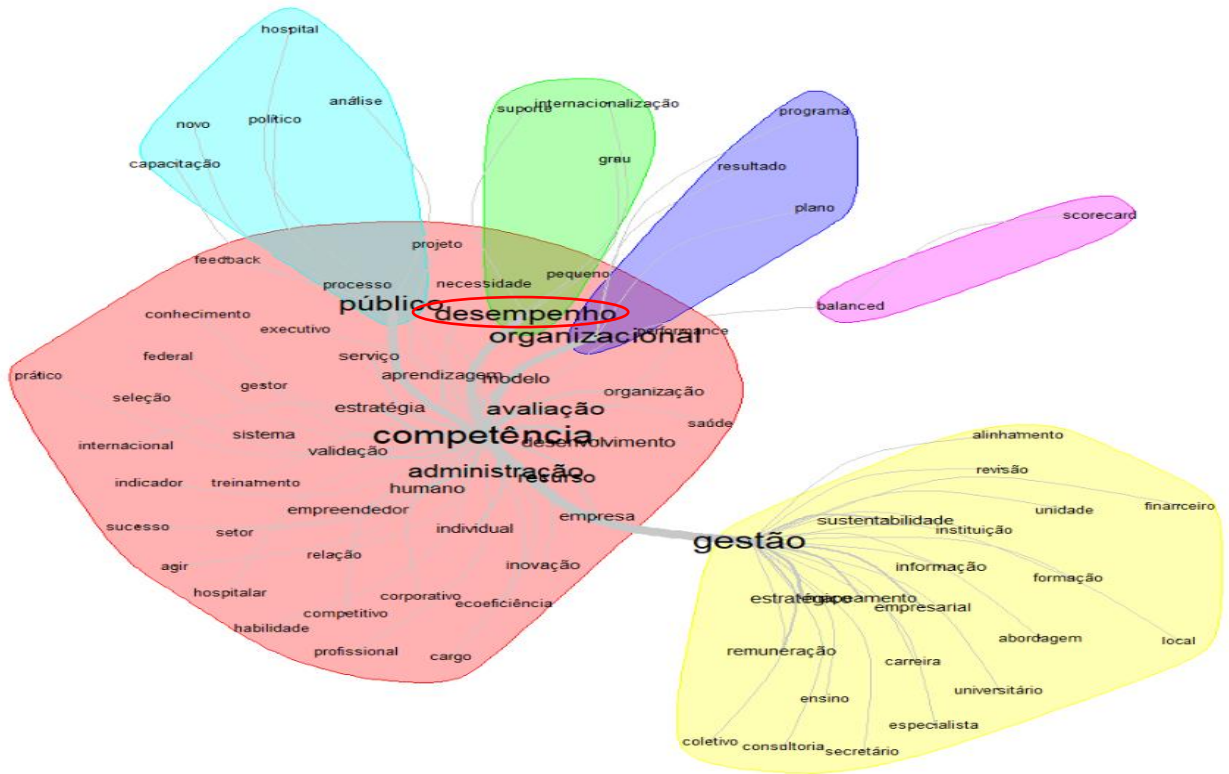 hospital
análise
suporte
internacionalização
programa
novo
político
capacitação
grau
resultado
plano
scorecard
projeto
feedback
pequeno
processo
necessidade
público
desempenho
balanced
conhecimento
executivo
organizacional
performance
federal
serviço
prático
gestor
aprendizagem
modelo
organização
seleção
estratégia
avaliação
saúde
sistema
competência
desenvolvimento
alinhamento
internacional
validação
administração
recurso
revisão
indicador
treinamento
humano
financeiro
empreendedor
empresa
sustentabilidade
unidade
sucesso
setor
individual
instituição
gestão
relação
inovação
informação
agir
formação
hospitalar
corporativo
ecoeficiência
estratégico
mapeamento
empresarial
competitivo
habilidade
abordagem
local
profissional
cargo
remuneração
carreira
ensino
universitário
especialista
coletivo
consultoria
secretário